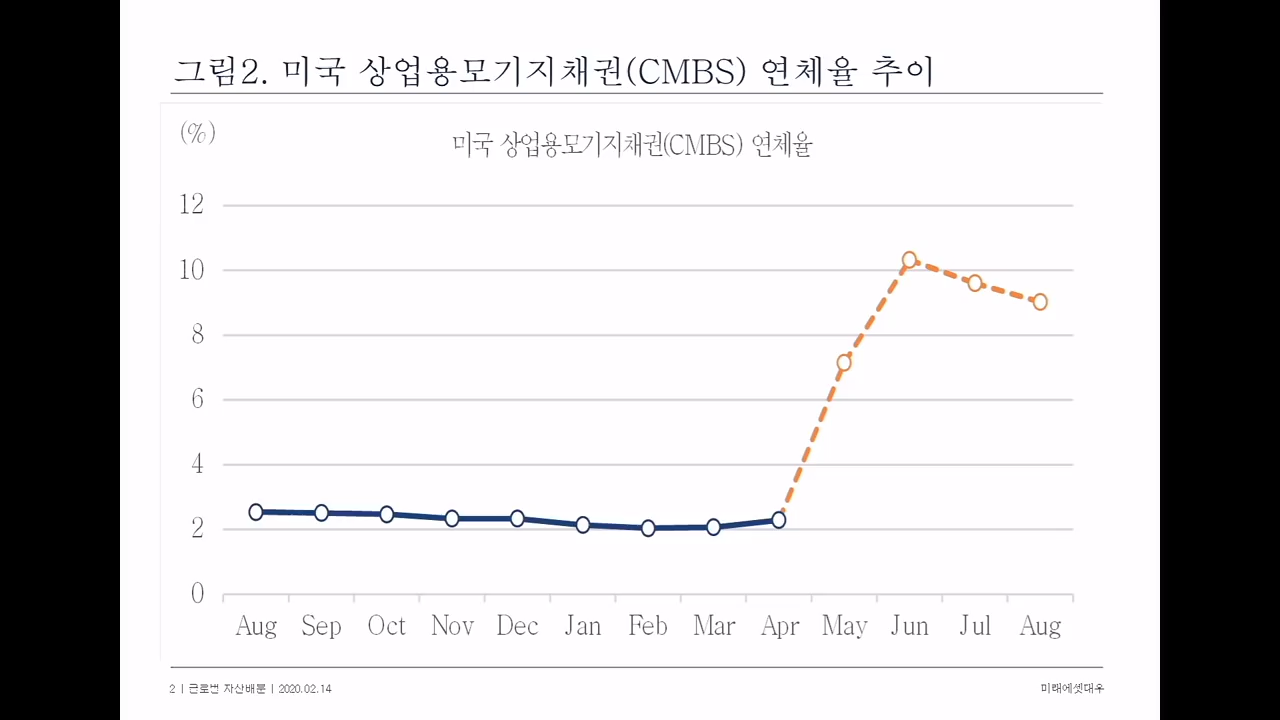 그림2. 미국 상업용모기지채권(CMBS) 연체율 추이
(%)
미국 상업용모기지채권(CMBS) 연체율
12
10
8
6
4
2
0
Aug Sep Oct Nov Dec Jan Feb Mar Apr May Jun Jul Aug
2 | 글로벌 자산배분 | 2020.02.14
미래에셋대우